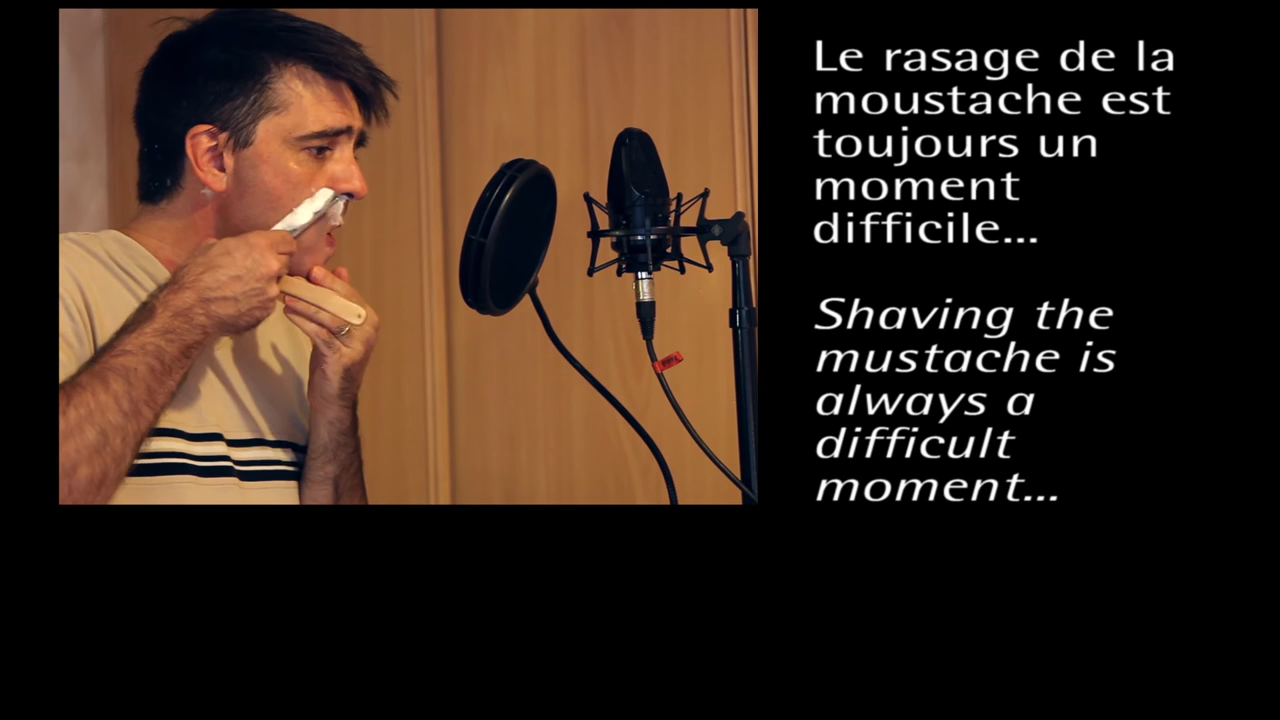 Le rasage de la
moustache est
toujours un
moment
difficile...
Shaving the
mustache is
always a
difficult
moment...